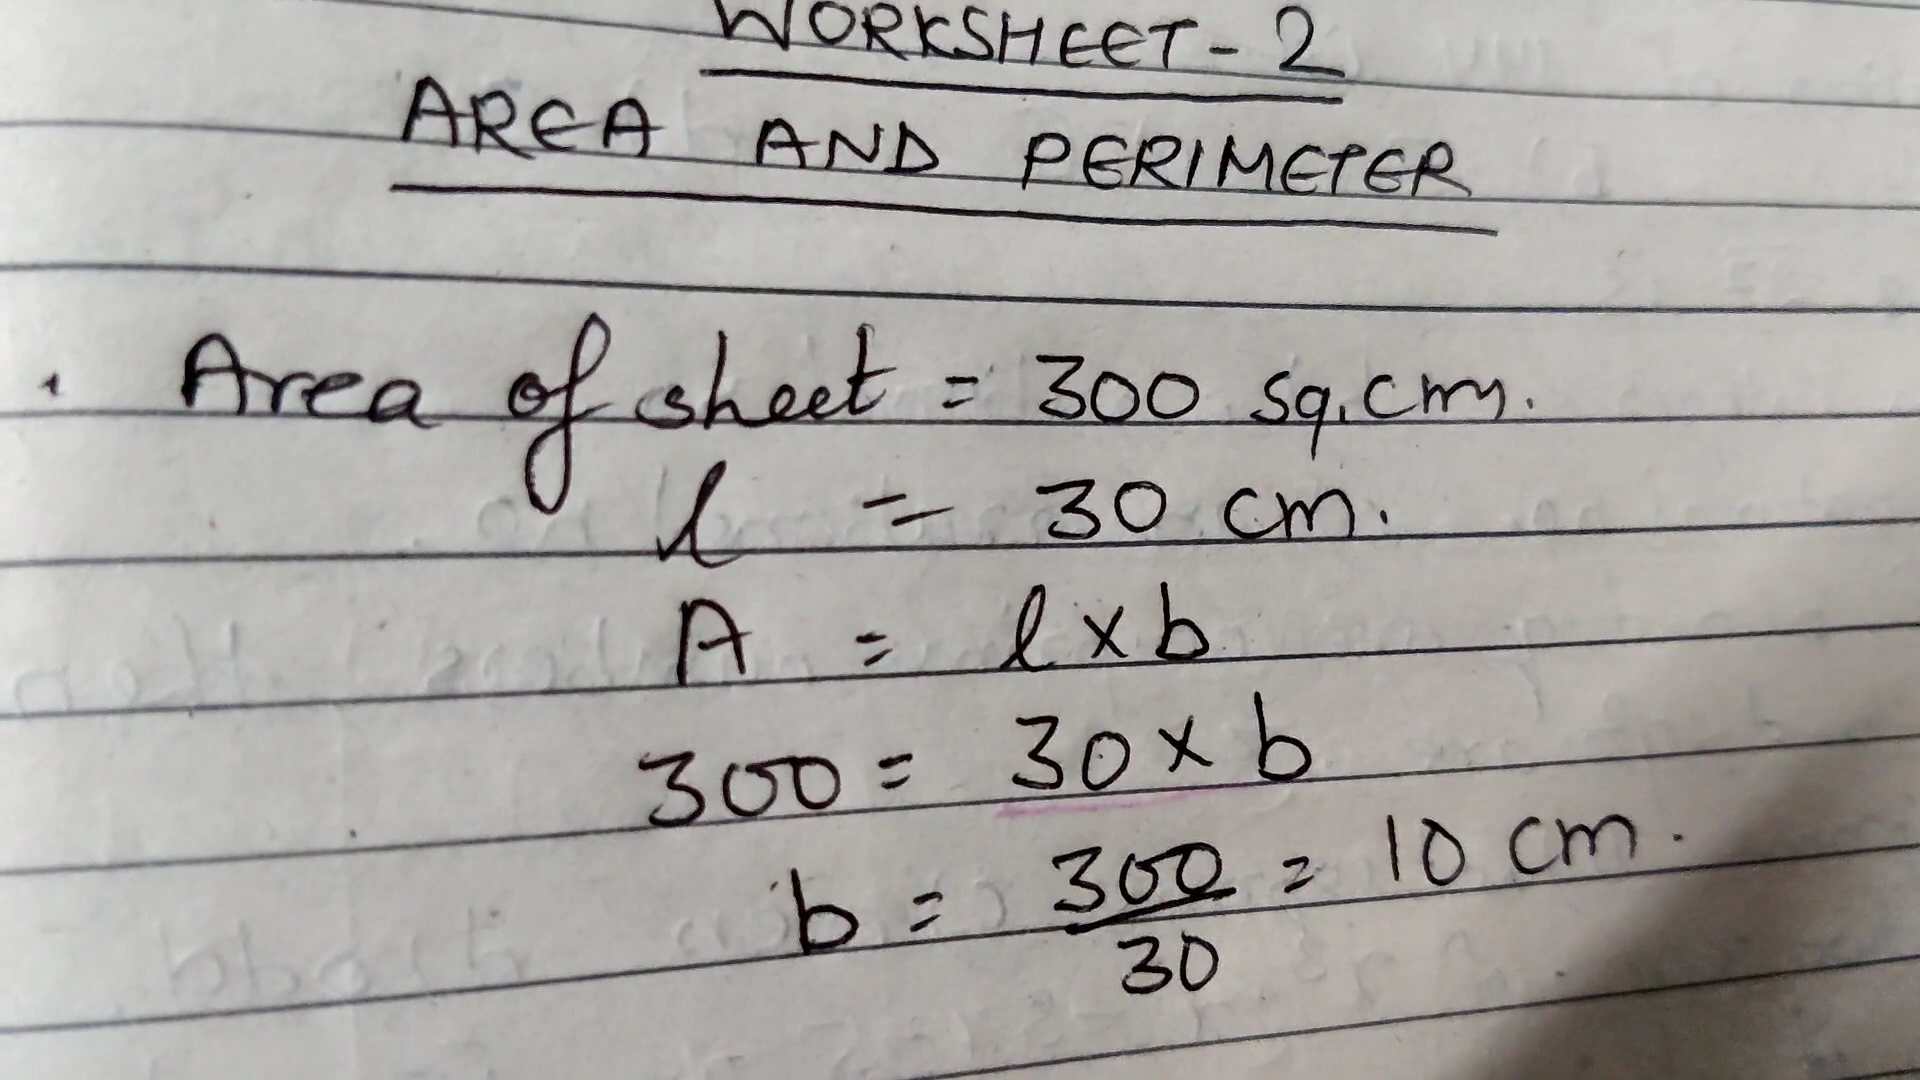 WORKSHEET - 2
AREA AND PERIMETER
. Area of sheet = 300 sq.cm.
l = 30 cm.
A = l x b
300 = 30 x b
b = 300/30 = 10 cm.